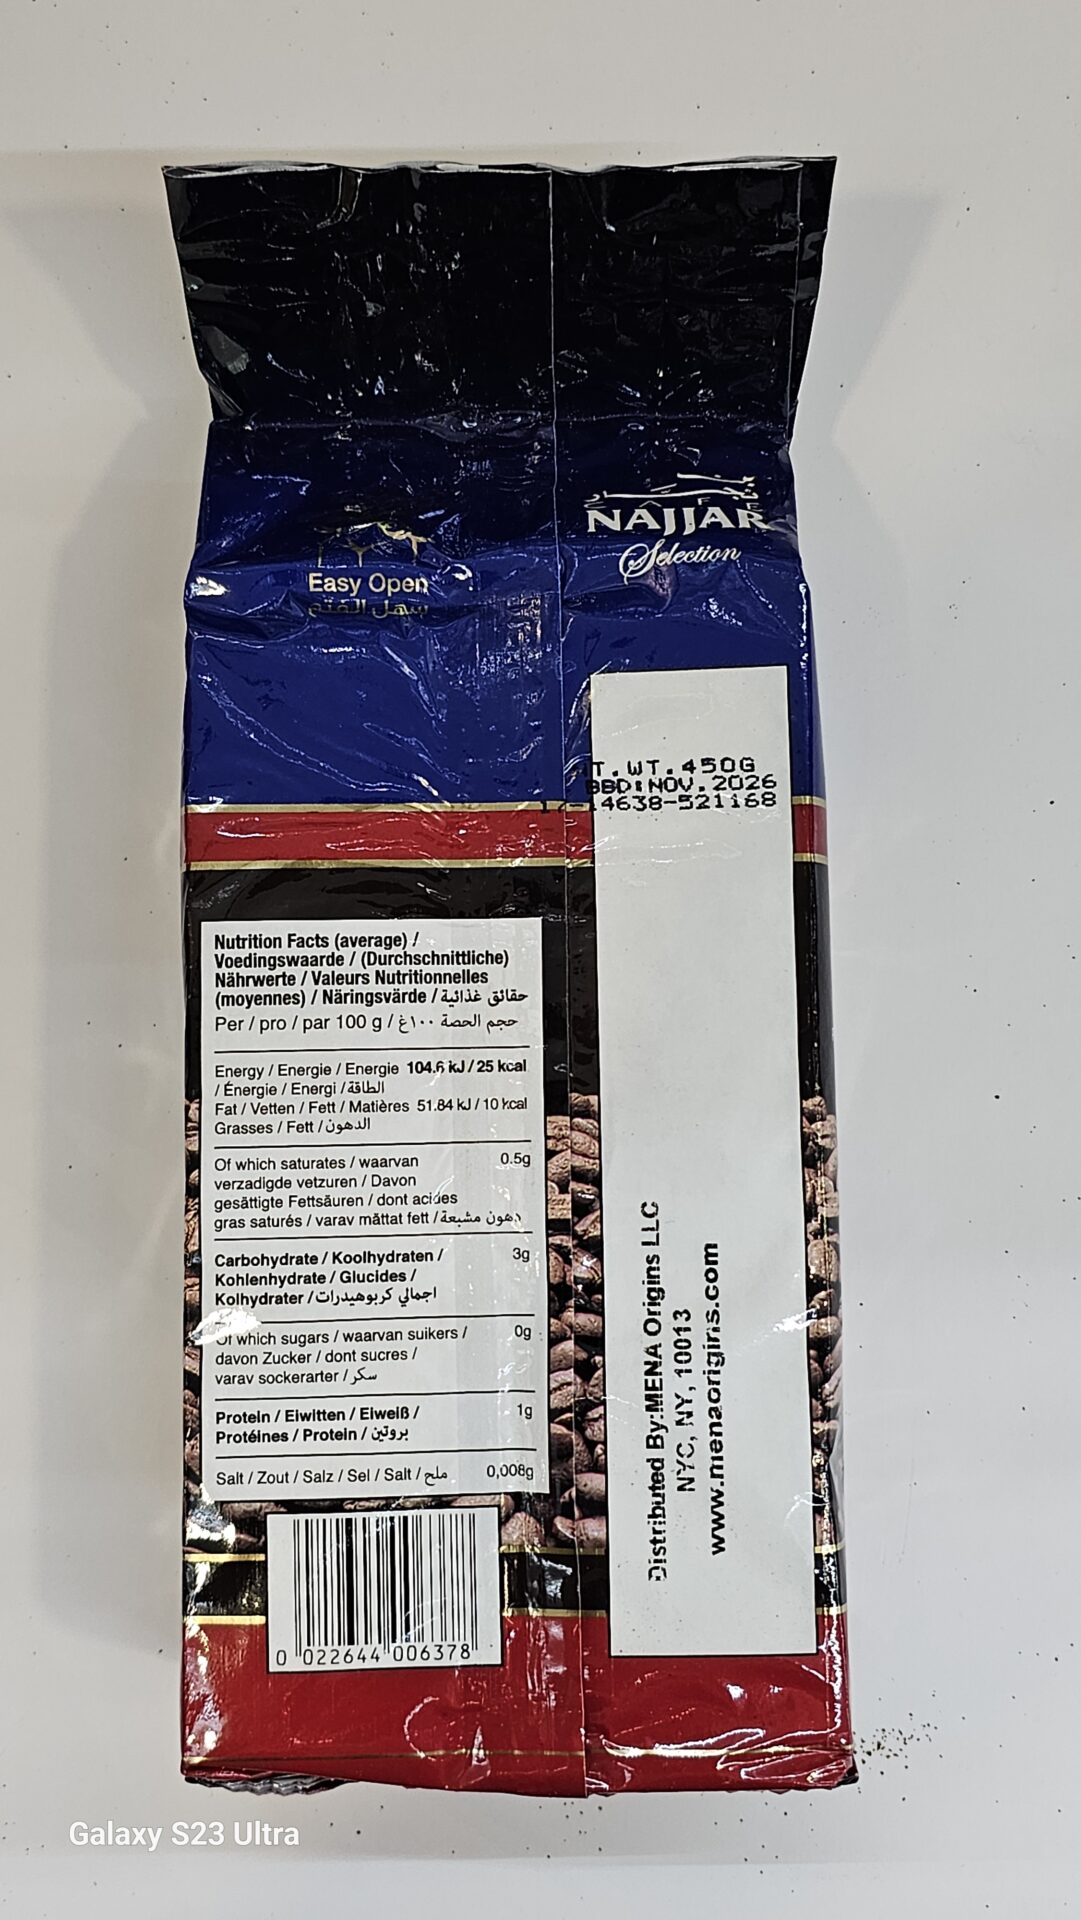 نجار
NAJJAR
Selection
Easy Open
سهل الفتح
T.WT.450G
BBD:NOV.2026
17-14638-521168
Nutrition Facts (average) /
Voedingswaarde / (Durchschnittliche)
Nährwerte / Valeurs Nutritionnelles
(moyennes) / Näringsvärde / حقائق غذائية
Per / pro / par 100 g / حجم الحصة ١٠٠غ
Energy / Energie / Energie 104.6 kJ / 25 kcal
/ Énergie / Energi / الطاقة
Fat / Vetten / Fett / Matières 51.84 kJ / 10 kcal
Grasses / Fett / الدهون
Of which saturates / waarvan 0.5g
verzadigde vetzuren / Davon
gesättigte Fettsäuren / dont acides
gras saturés / varav mättat fett / دهون مشبعة
Carbohydrate / Koolhydraten / 3g
Kohlenhydrate / Glucides /
Kolhydrater / اجمالي كربوهيدرات
Of which sugars / waarvan suikers / 0g
davon Zucker / dont sucres /
varav sockerarter / سكر
Protein / Eiwitten / Eiweiß / 1g
Protéines / Protein / بروتين
Salt / Zout / Salz / Sel / Salt / ملح 0,008g
0 022644 006378
Distributed By:MENA Origins LLC
NYC, NY, 10013
www.menaorigins.com
Galaxy S23 Ultra